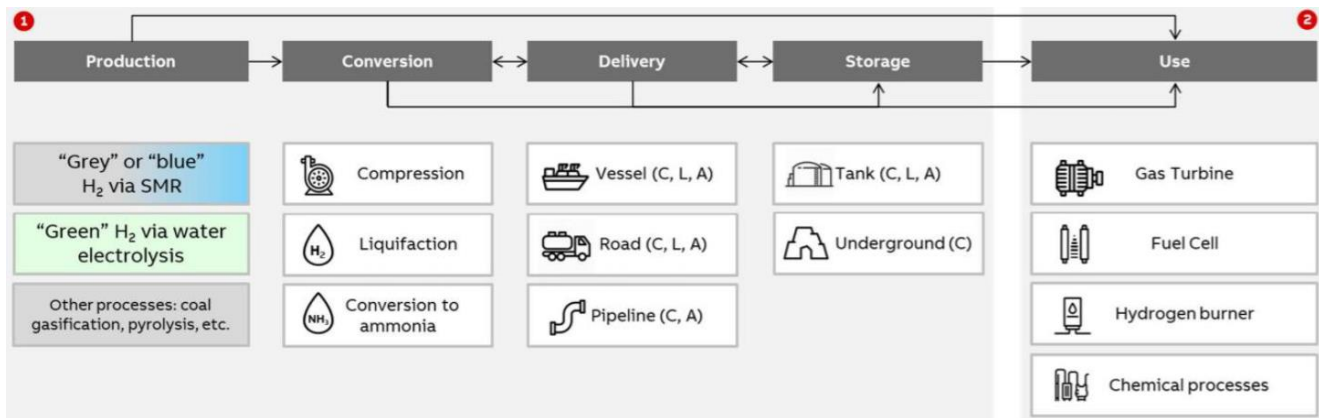 1
2
Production
Conversion
Delivery
Storage
Use
“Grey” or “blue”
H₂ via SMR
“Green” H₂ via water
electrolysis
Other processes: coal
gasification, pyrolysis, etc.
Compression
H₂
Liquifaction
NH₃
Conversion to
ammonia
Vessel (C, L, A)
Road (C, L, A)
Pipeline (C, A)
Tank (C, L, A)
Underground (C)
Gas Turbine
Fuel Cell
Hydrogen burner
Chemical processes